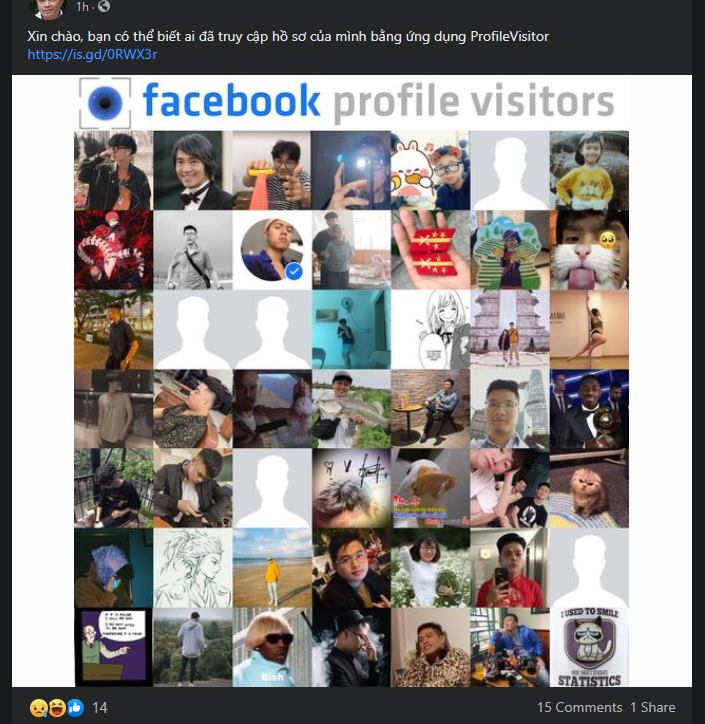 1h ·
Xin chào, bạn có thể biết ai đã truy cập hồ sơ của mình bằng ứng dụng ProfileVisitor
https://is.gd/0RWX3r
facebook profile visitors
Bish
I USED TO SMILE
STATISTICS
14
15 Comments 1 Share